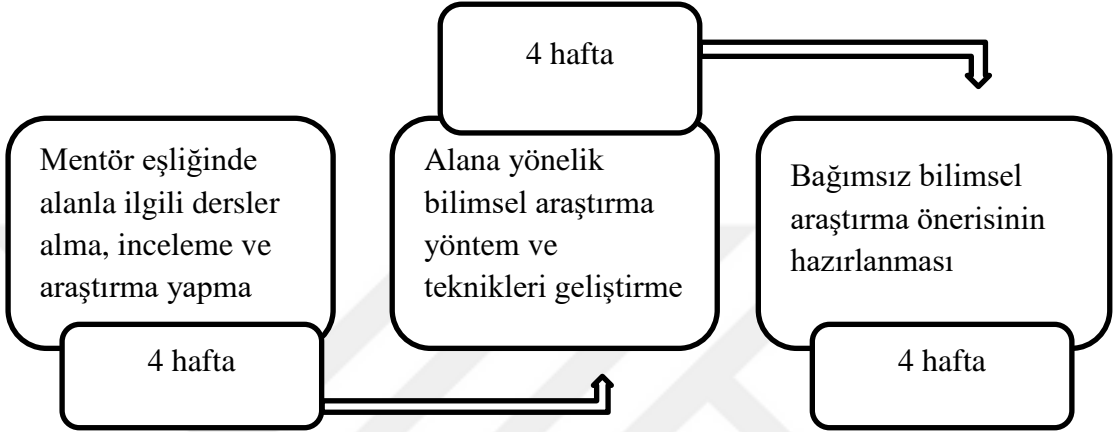 Mentör eşliğinde
alanla ilgili dersler
alma, inceleme ve
araştırma yapma
4 hafta
4 hafta
Alana yönelik
bilimsel araştırma
yöntem ve
teknikleri geliştirme
Bağımsız bilimsel
araştırma önerisinin
hazırlanması
4 hafta